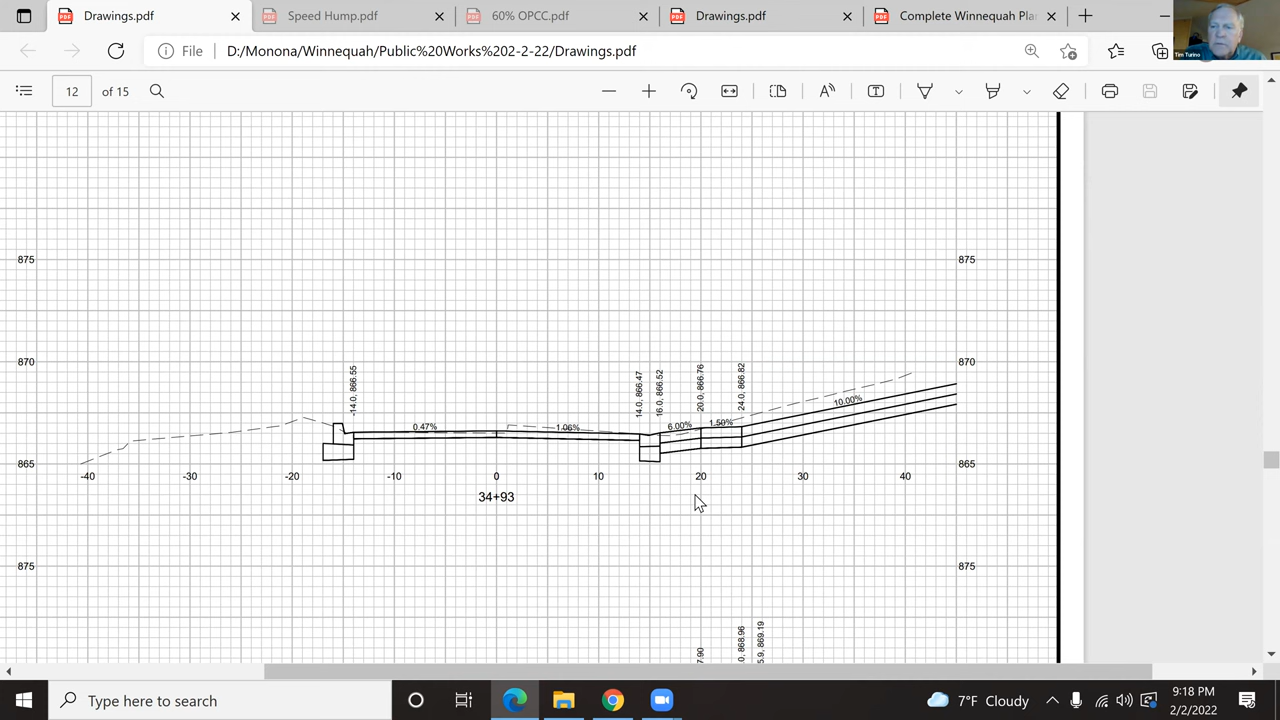 Drawings.pdf
Speed Hump.pdf
60% OPCC.pdf
Drawings.pdf
Complete Winnequah Pla
Tim Turino
File
D:/Monona/Winnequah/Public%20Works%202-2-22/Drawings.pdf
12 of 15
875 875
870 870
-14.0, 866.55
14.0, 866.47
16.0, 866.52
20.0, 866.76
24.0, 866.82
0.47%
1.06%
6.00%
1.50%
10.00%
865 865
-40 -30 -20 -10 0 10 20 30 40
34+93
875 875
7.90
.0, 868.96
5.9, 869.19
Type here to search
7°F Cloudy
9:18 PM
2/2/2022